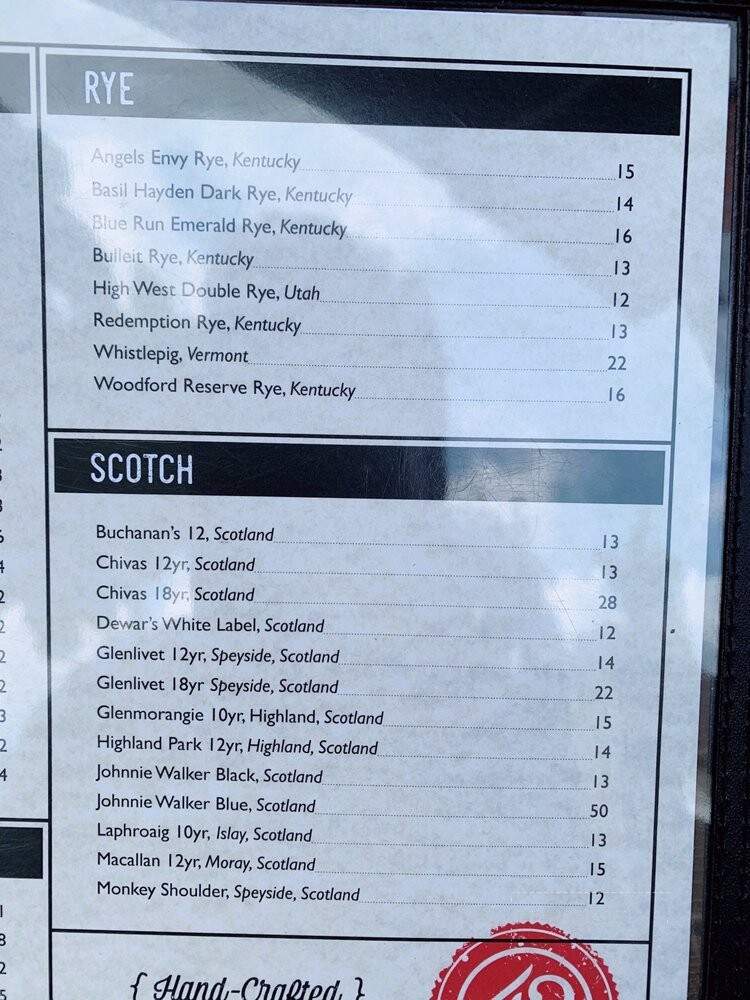 RYE
Angels Envy Rye, Kentucky 15
Basil Hayden Dark Rye, Kentucky 14
Blue Run Emerald Rye, Kentucky 16
Bulleit Rye, Kentucky 13
High West Double Rye, Utah 12
Redemption Rye, Kentucky 13
Whistlepig, Vermont 22
Woodford Reserve Rye, Kentucky 16
SCOTCH
Buchanan's 12, Scotland 13
Chivas 12yr, Scotland 13
Chivas 18yr, Scotland 28
Dewar's White Label, Scotland 12
Glenlivet 12yr, Speyside, Scotland 14
Glenlivet 18yr Speyside, Scotland 22
Glenmorangie 10yr, Highland, Scotland 15
Highland Park 12yr, Highland, Scotland 14
Johnnie Walker Black, Scotland 13
Johnnie Walker Blue, Scotland 50
Laphroaig 10yr, Islay, Scotland 13
Macallan 12yr, Moray, Scotland 15
Monkey Shoulder, Speyside, Scotland 12
{ Hand-Crafted }